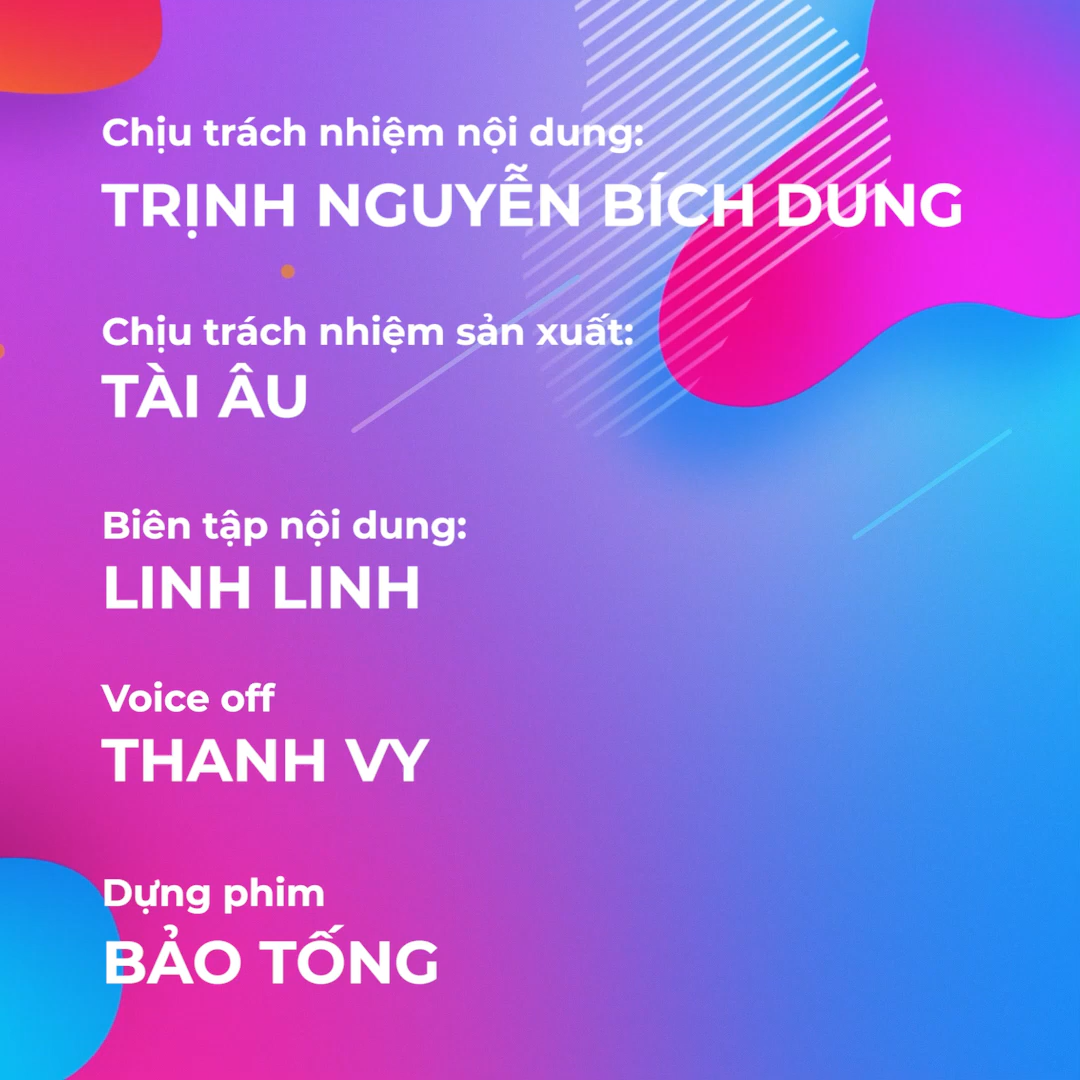 Chịu trách nhiệm nội dung:
TRỊNH NGUYỄN BÍCH DUNG
Chịu trách nhiệm sản xuất:
TÀI ÂU
Biên tập nội dung:
LINH LINH
Voice off
THANH VY
Dựng phim
BẢO TỐNG